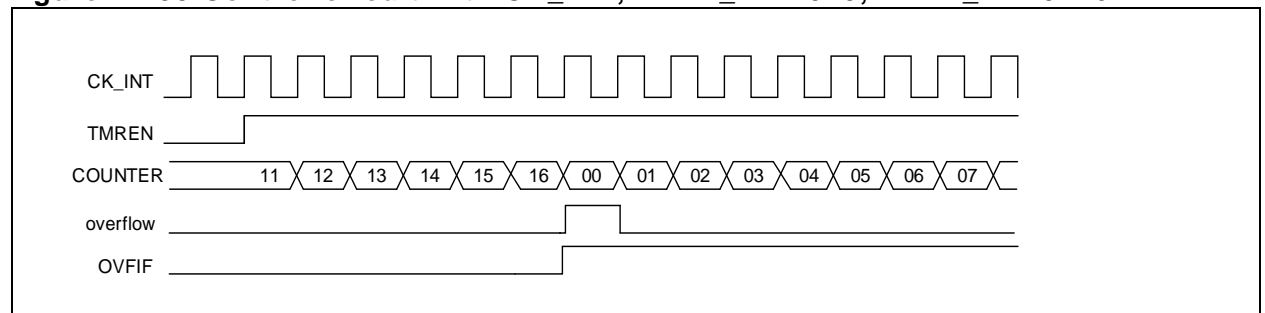 CK_INT
TMREN
COUNTER 11 12 13 14 15 16 00 01 02 03 04 05 06 07
overflow
OVFIF